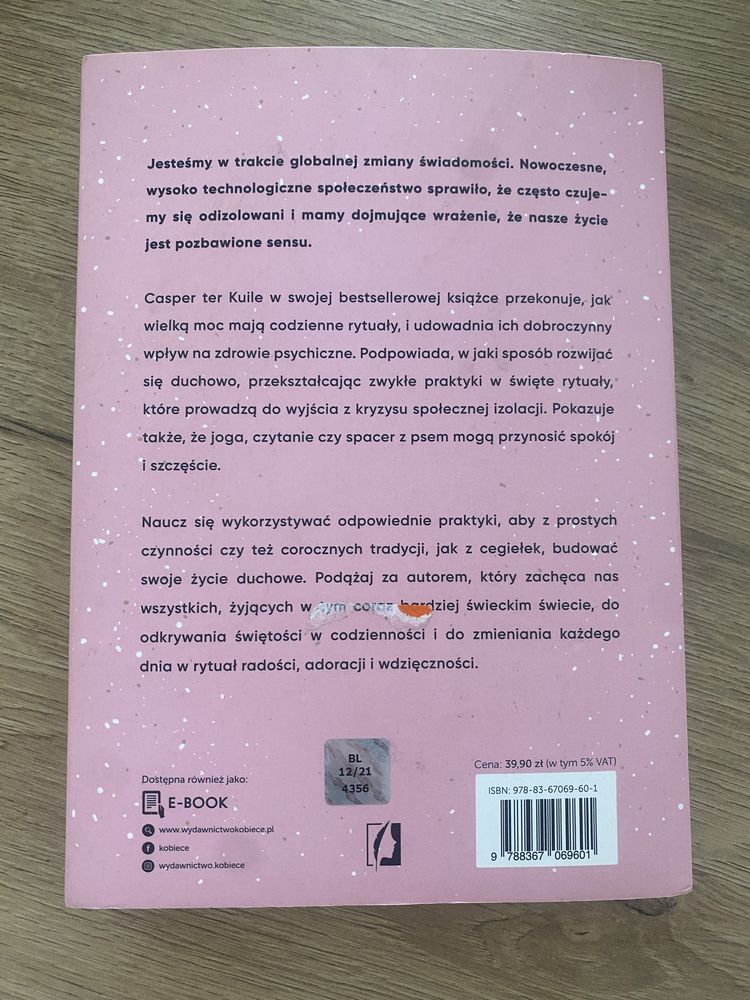 Jesteśmy w trakcie globalnej zmiany świadomości. Nowoczesne,
wysoko technologiczne społeczeństwo sprawiło, że często czuje-
my się odizolowani i mamy dojmujące wrażenie, że nasze życie
jest pozbawione sensu.
Casper ter Kuile w swojej bestsellerowej książce przekonuje, jak
wielką moc mają codzienne rytuały, i udowadnia ich dobroczynny
wpływ na zdrowie psychiczne. Podpowiada, w jaki sposób rozwijać
się duchowo, przekształcając zwykłe praktyki w święte rytuały,
które prowadzą do wyjścia z kryzysu społecznej izolacji. Pokazuje
także, że joga, czytanie czy spacer z psem mogą przynosić spokój
i szczęście.
Naucz się wykorzystywać odpowiednie praktyki, aby z prostych
czynności czy też corocznych tradycji, jak z cegiełek, budować
swoje życie duchowe. Podążaj za autorem, który zachęca nas
wszystkich, żyjących w tym coraz bardziej świeckim świecie, do
odkrywania świętości w codzienności i do zmieniania każdego
dnia w rytuał radości, adoracji i wdzięczności.
Dostępna również jako:
E-BOOK
www.wydawnictwokobiece.pl
kobiece
wydawnictwo.kobiece
BL
12/21
4356
Cena: 39,90 zł (w tym 5% VAT)
ISBN: 978-83-67069-60-1
9 788367 069601